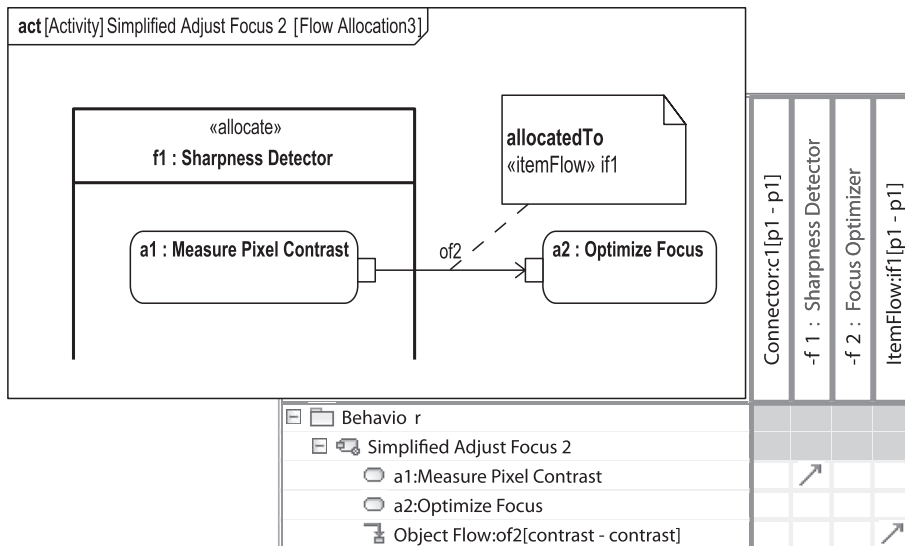 act [Activity] Simplified Adjust Focus 2 [Flow Allocation3]
«allocate»
f1 : Sharpness Detector
allocatedTo
«itemFlow» if1
a1 : Measure Pixel Contrast
of2
a2 : Optimize Focus
Connector:c1[p1 - p1]
-f 1 : Sharpness Detector
-f 2 : Focus Optimizer
ItemFlow:if1[p1 - p1]
Behavio r
Simplified Adjust Focus 2
a1:Measure Pixel Contrast
a2:Optimize Focus
Object Flow:of2[contrast - contrast]